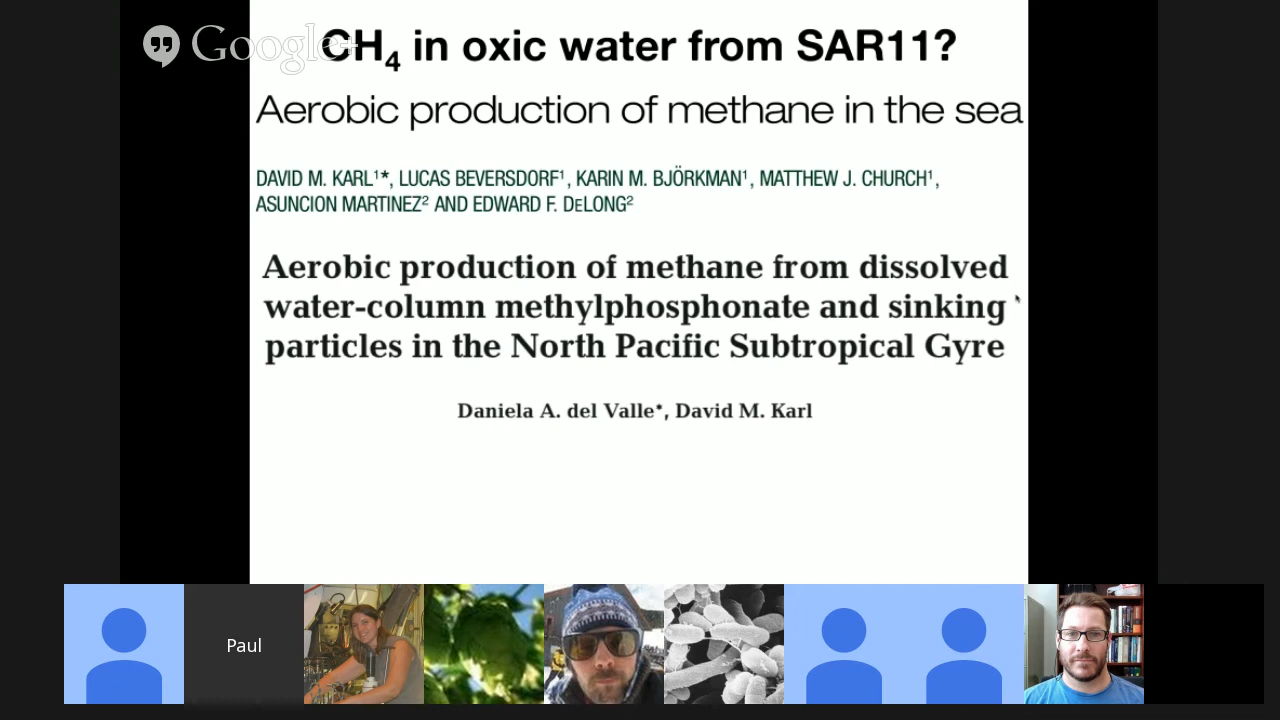 Google+
CH₄ in oxic water from SAR11?
Aerobic production of methane in the sea
DAVID M. KARL¹*, LUCAS BEVERSDORF¹, KARIN M. BJÖRKMAN¹, MATTHEW J. CHURCH¹,
ASUNCION MARTINEZ² AND EDWARD F. DELONG²
Aerobic production of methane from dissolved
water-column methylphosphonate and sinking
particles in the North Pacific Subtropical Gyre
Daniela A. del Valle*, David M. Karl
Paul